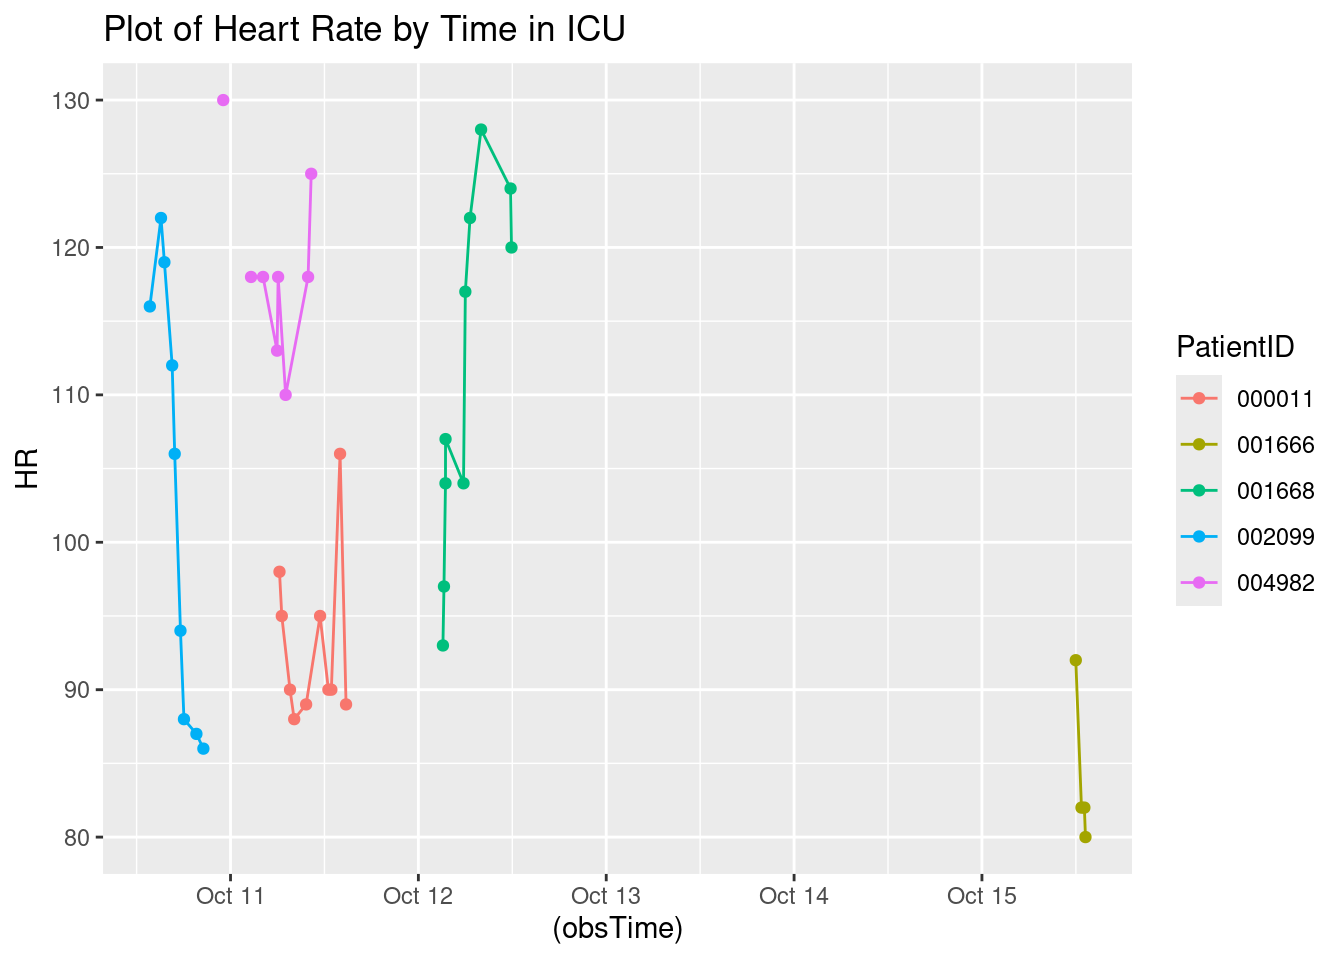 Plot of Heart Rate by Time in ICU
130
120
110
100
90
80
HR
Oct 11
Oct 12
Oct 13
Oct 14
Oct 15
(obsTime)
PatientID
000011
001666
001668
002099
004982